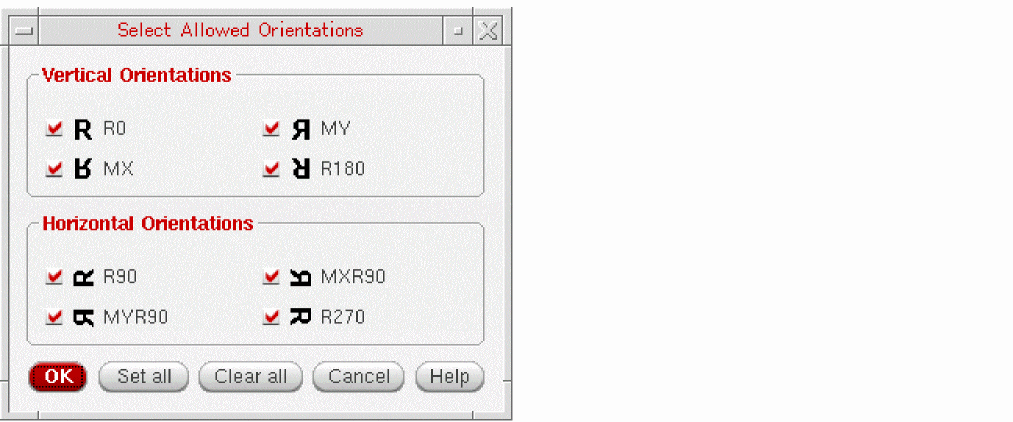 Select Allowed Orientations
Vertical Orientations
R R0 R MY
R MX R R180
Horizontal Orientations
R R90 R MXR90
R MYR90 R R270
OK Set all Clear all Cancel Help